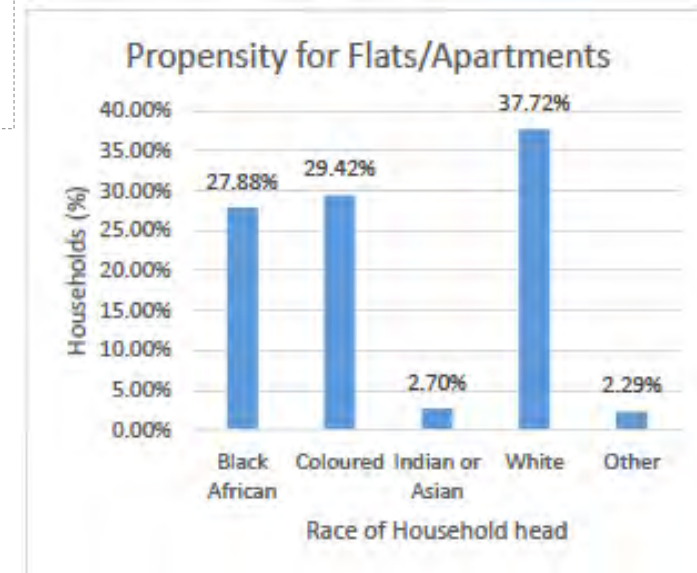 Propensity for Flats/Apartments
40.00%
35.00%
30.00%
25.00%
20.00%
15.00%
10.00%
5.00%
0.00%
Households (%)
27.88%
29.42%
2.70%
37.72%
2.29%
Black African
Coloured
Indian or Asian
White
Other
Race of Household head